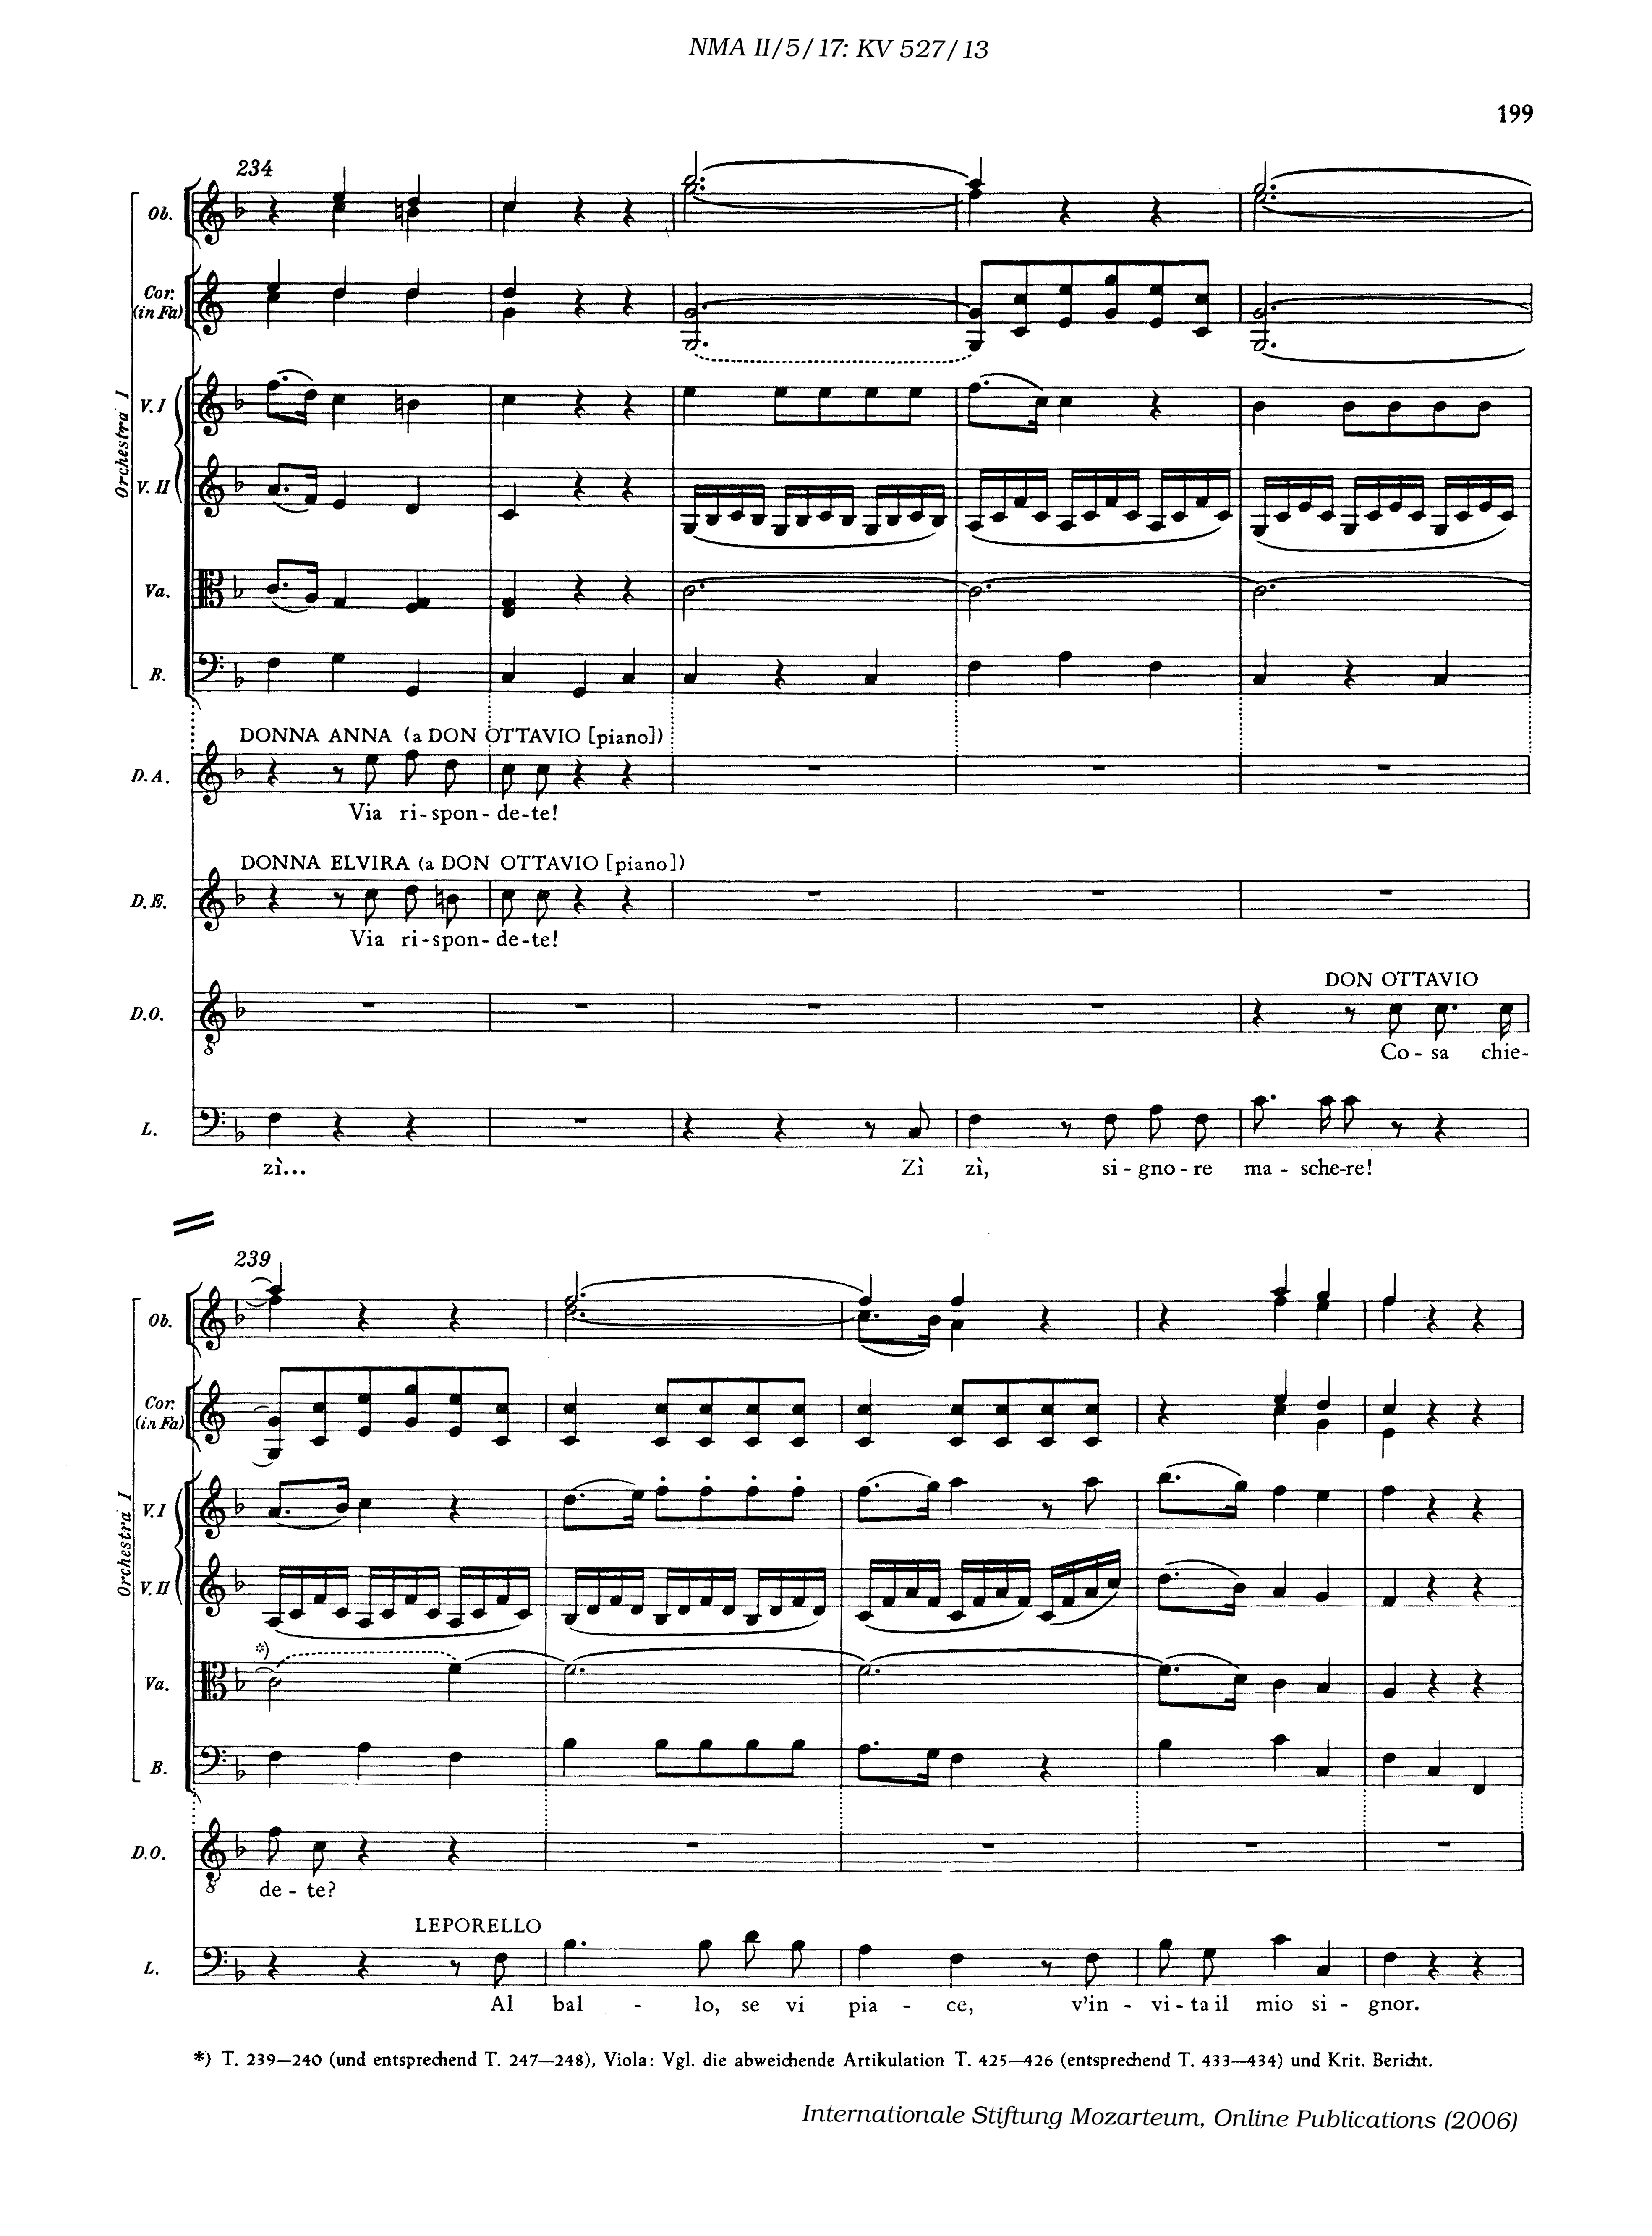 NMA II/5/17: KV 527/13
199
234
Ob.
Cor.
(in Fa)
Orchestra I
V. I
V. II
Va.
B.
DONNA ANNA (a DON OTTAVIO [piano])
D.A.
Via ri-spon-de-te!
DONNA ELVIRA (a DON OTTAVIO [piano])
D.E.
Via ri-spon-de-te!
DON OTTAVIO
D.O.
8
Co-sa chie-
L.
zì... Zì zì, si-gno-re ma-sche-re!
239
Ob.
Cor.
(in Fa)
Orchestra I
V. I
V. II
*)
Va.
B.
D.O.
8
de-te?
LEPORELLO
L.
Al bal - lo, se vi pia - ce, v'in - vi-ta il mio si - gnor.
*) T. 239—240 (und entsprechend T. 247—248), Viola: Vgl. die abweichende Artikulation T. 425—426 (entsprechend T. 433—434) und Krit. Bericht.
Internationale Stiftung Mozarteum, Online Publications (2006)